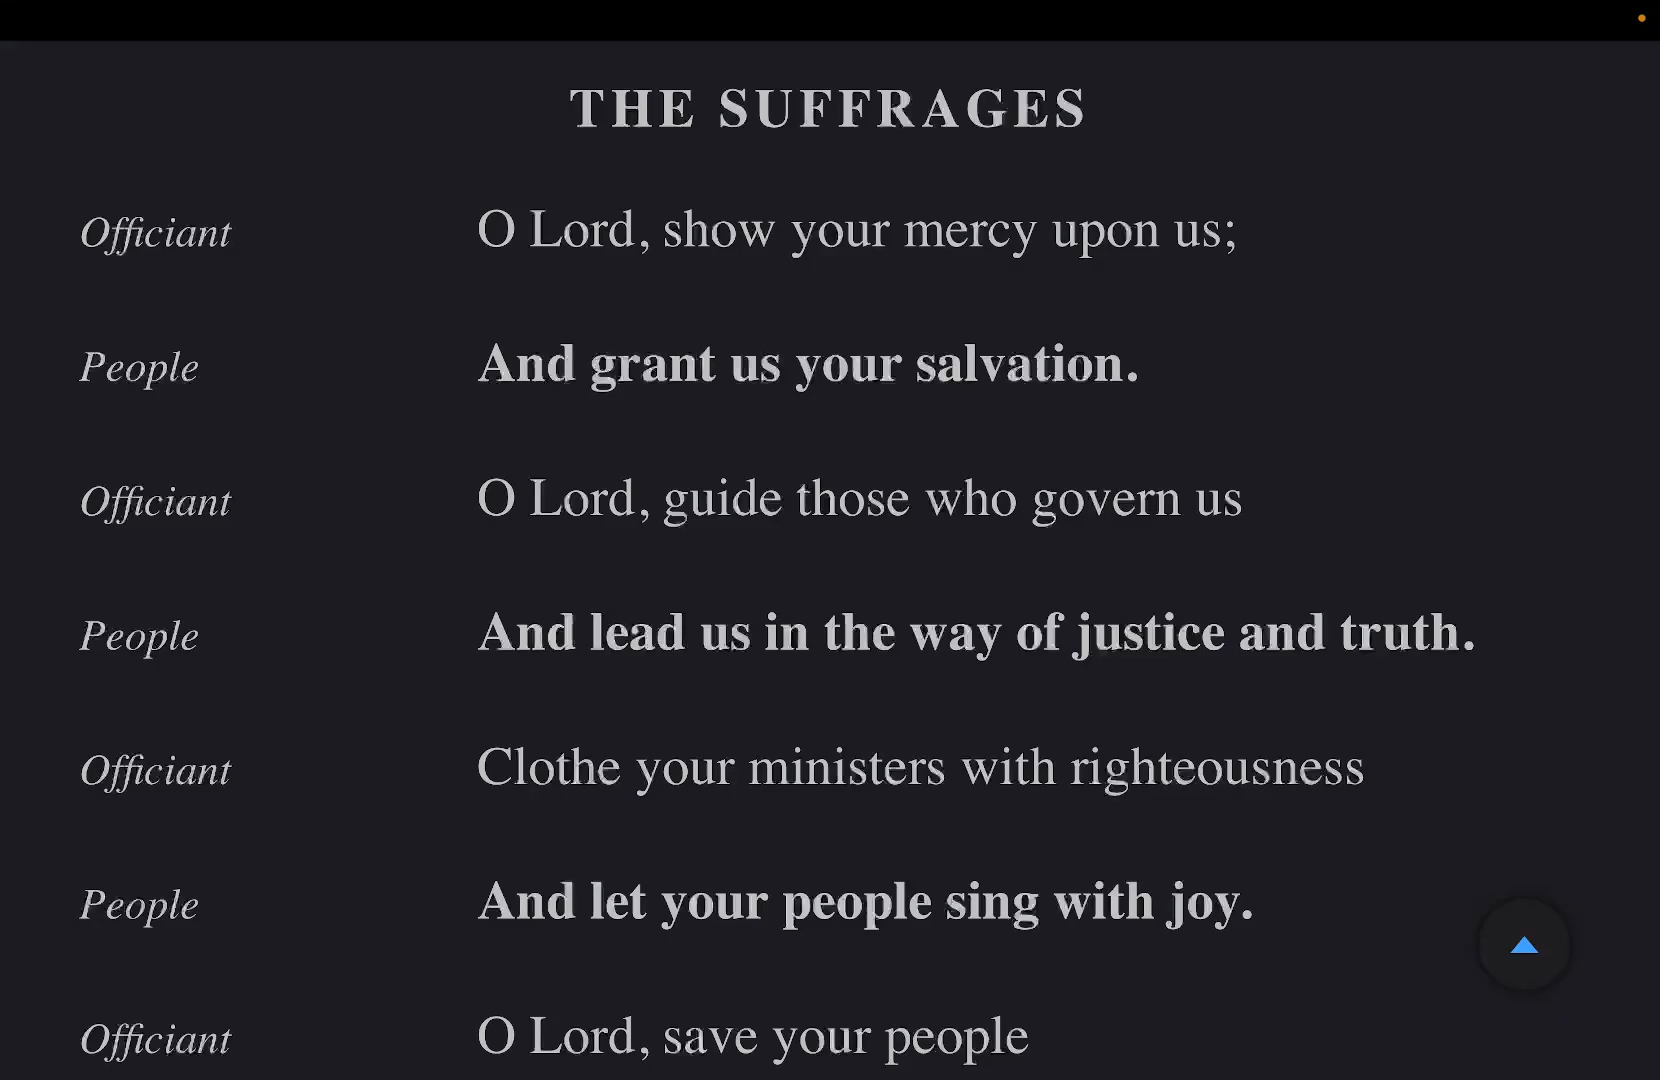 THE SUFFRAGES
Officiant O Lord, show your mercy upon us;
People And grant us your salvation.
Officiant O Lord, guide those who govern us
People And lead us in the way of justice and truth.
Officiant Clothe your ministers with righteousness
People And let your people sing with joy.
Officiant O Lord, save your people